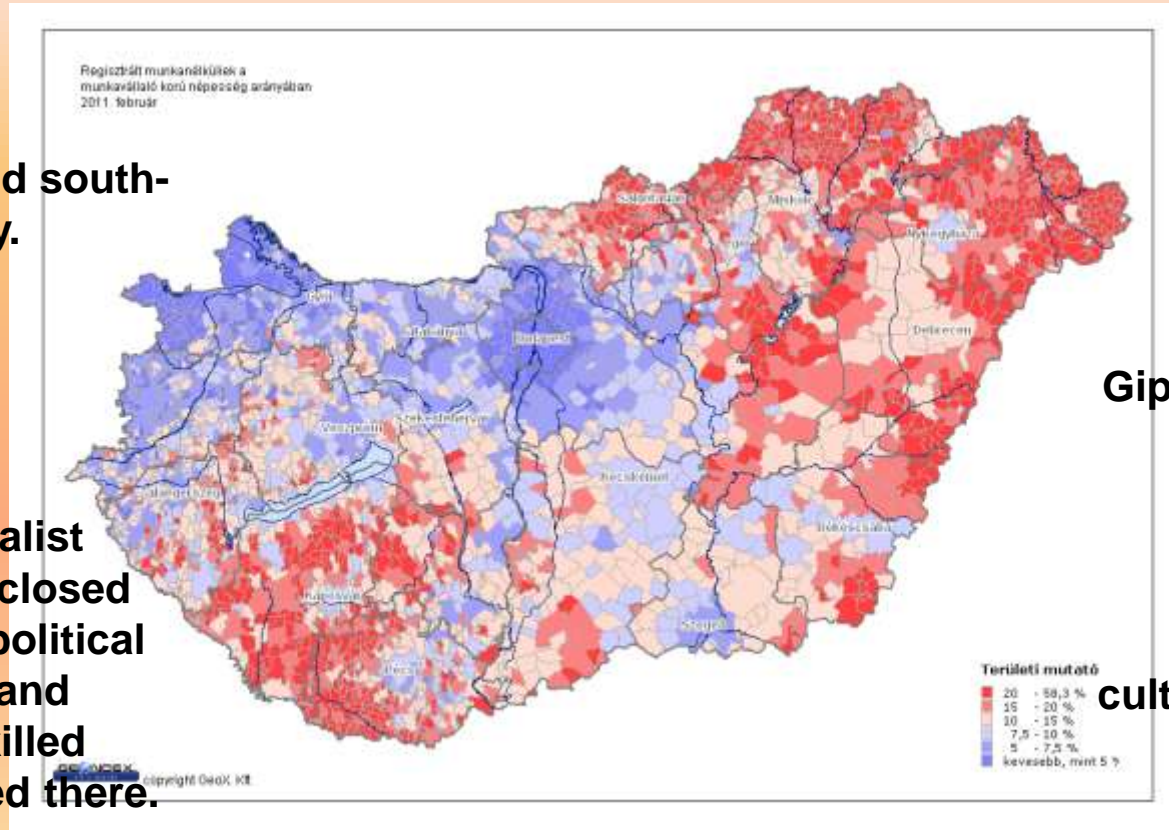 Regisztrált munkanélküliek a
munkavállaló korú népesség arányában
2011. február
d south-
y.
Salgótarján
Miskolc
Eger
Nyíregyháza
Győr
Tatabánya
Budapest
Debrecen
Gip
Veszprém
Székesfehérvár
Kecskemét
Zalaegerszeg
Békéscsaba
alist
closed
political
and
illed
ed there.
Kaposvár
Pécs
Szeged
Területi mutató
20 - 58,3 %
15 - 20 %
10 - 15 %
7,5 - 10 %
5 - 7,5 %
kevesebb, mint 5 %
cult
copyright GeoX Kft